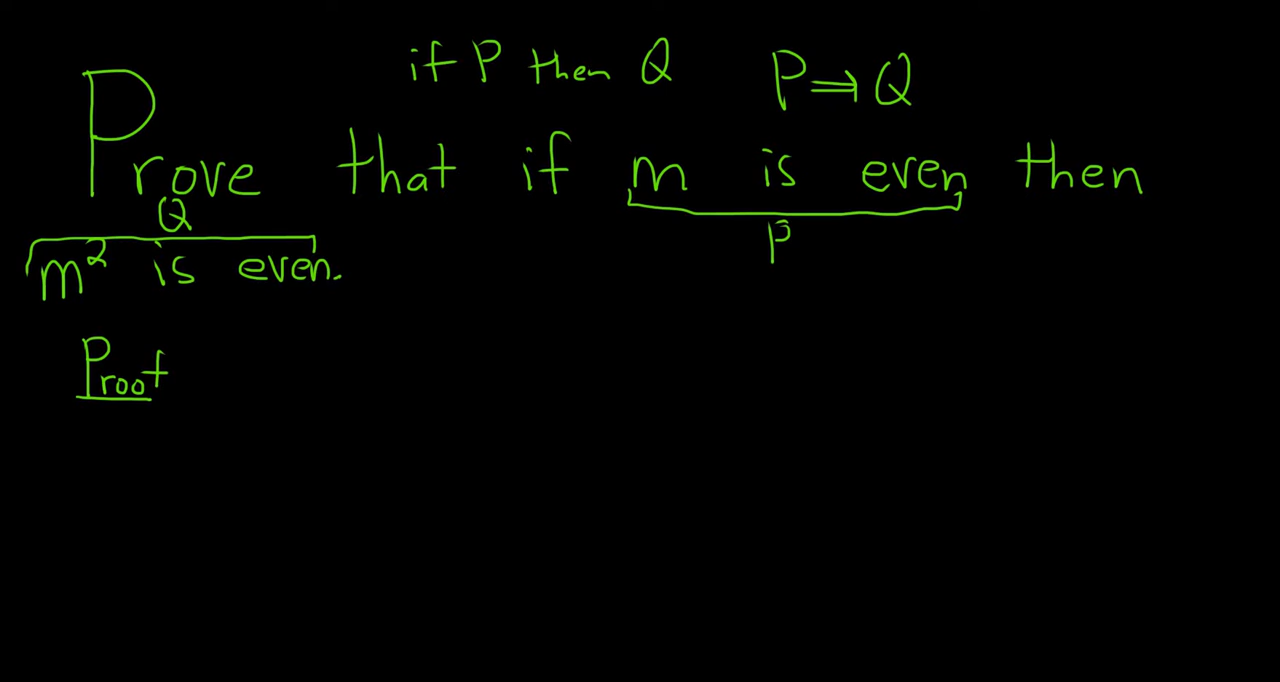 if P then Q P ⇒ Q
Prove that if m is even then
P
Q
m² is even.
Proof